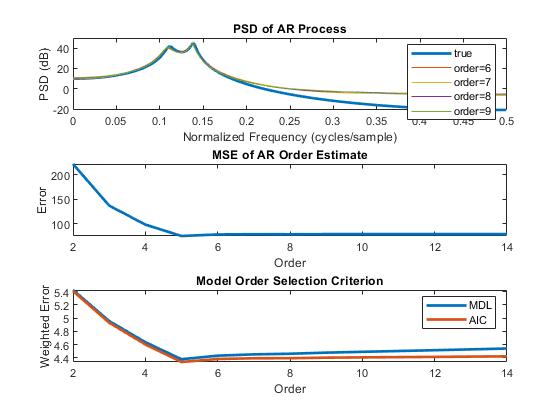 PSD of AR Process
PSD (dB)
40
20
0
-20
true
order=6
order=7
order=8
order=9
0 0.05 0.1 0.15 0.2 0.25 0.3 0.35 0.4 0.45 0.5
Normalized Frequency (cycles/sample)
MSE of AR Order Estimate
Error
200
150
100
2 4 6 8 10 12 14
Order
Model Order Selection Criterion
Weighted Error
5.4
5.2
5
4.8
4.6
4.4
MDL
AIC
2 4 6 8 10 12 14
Order